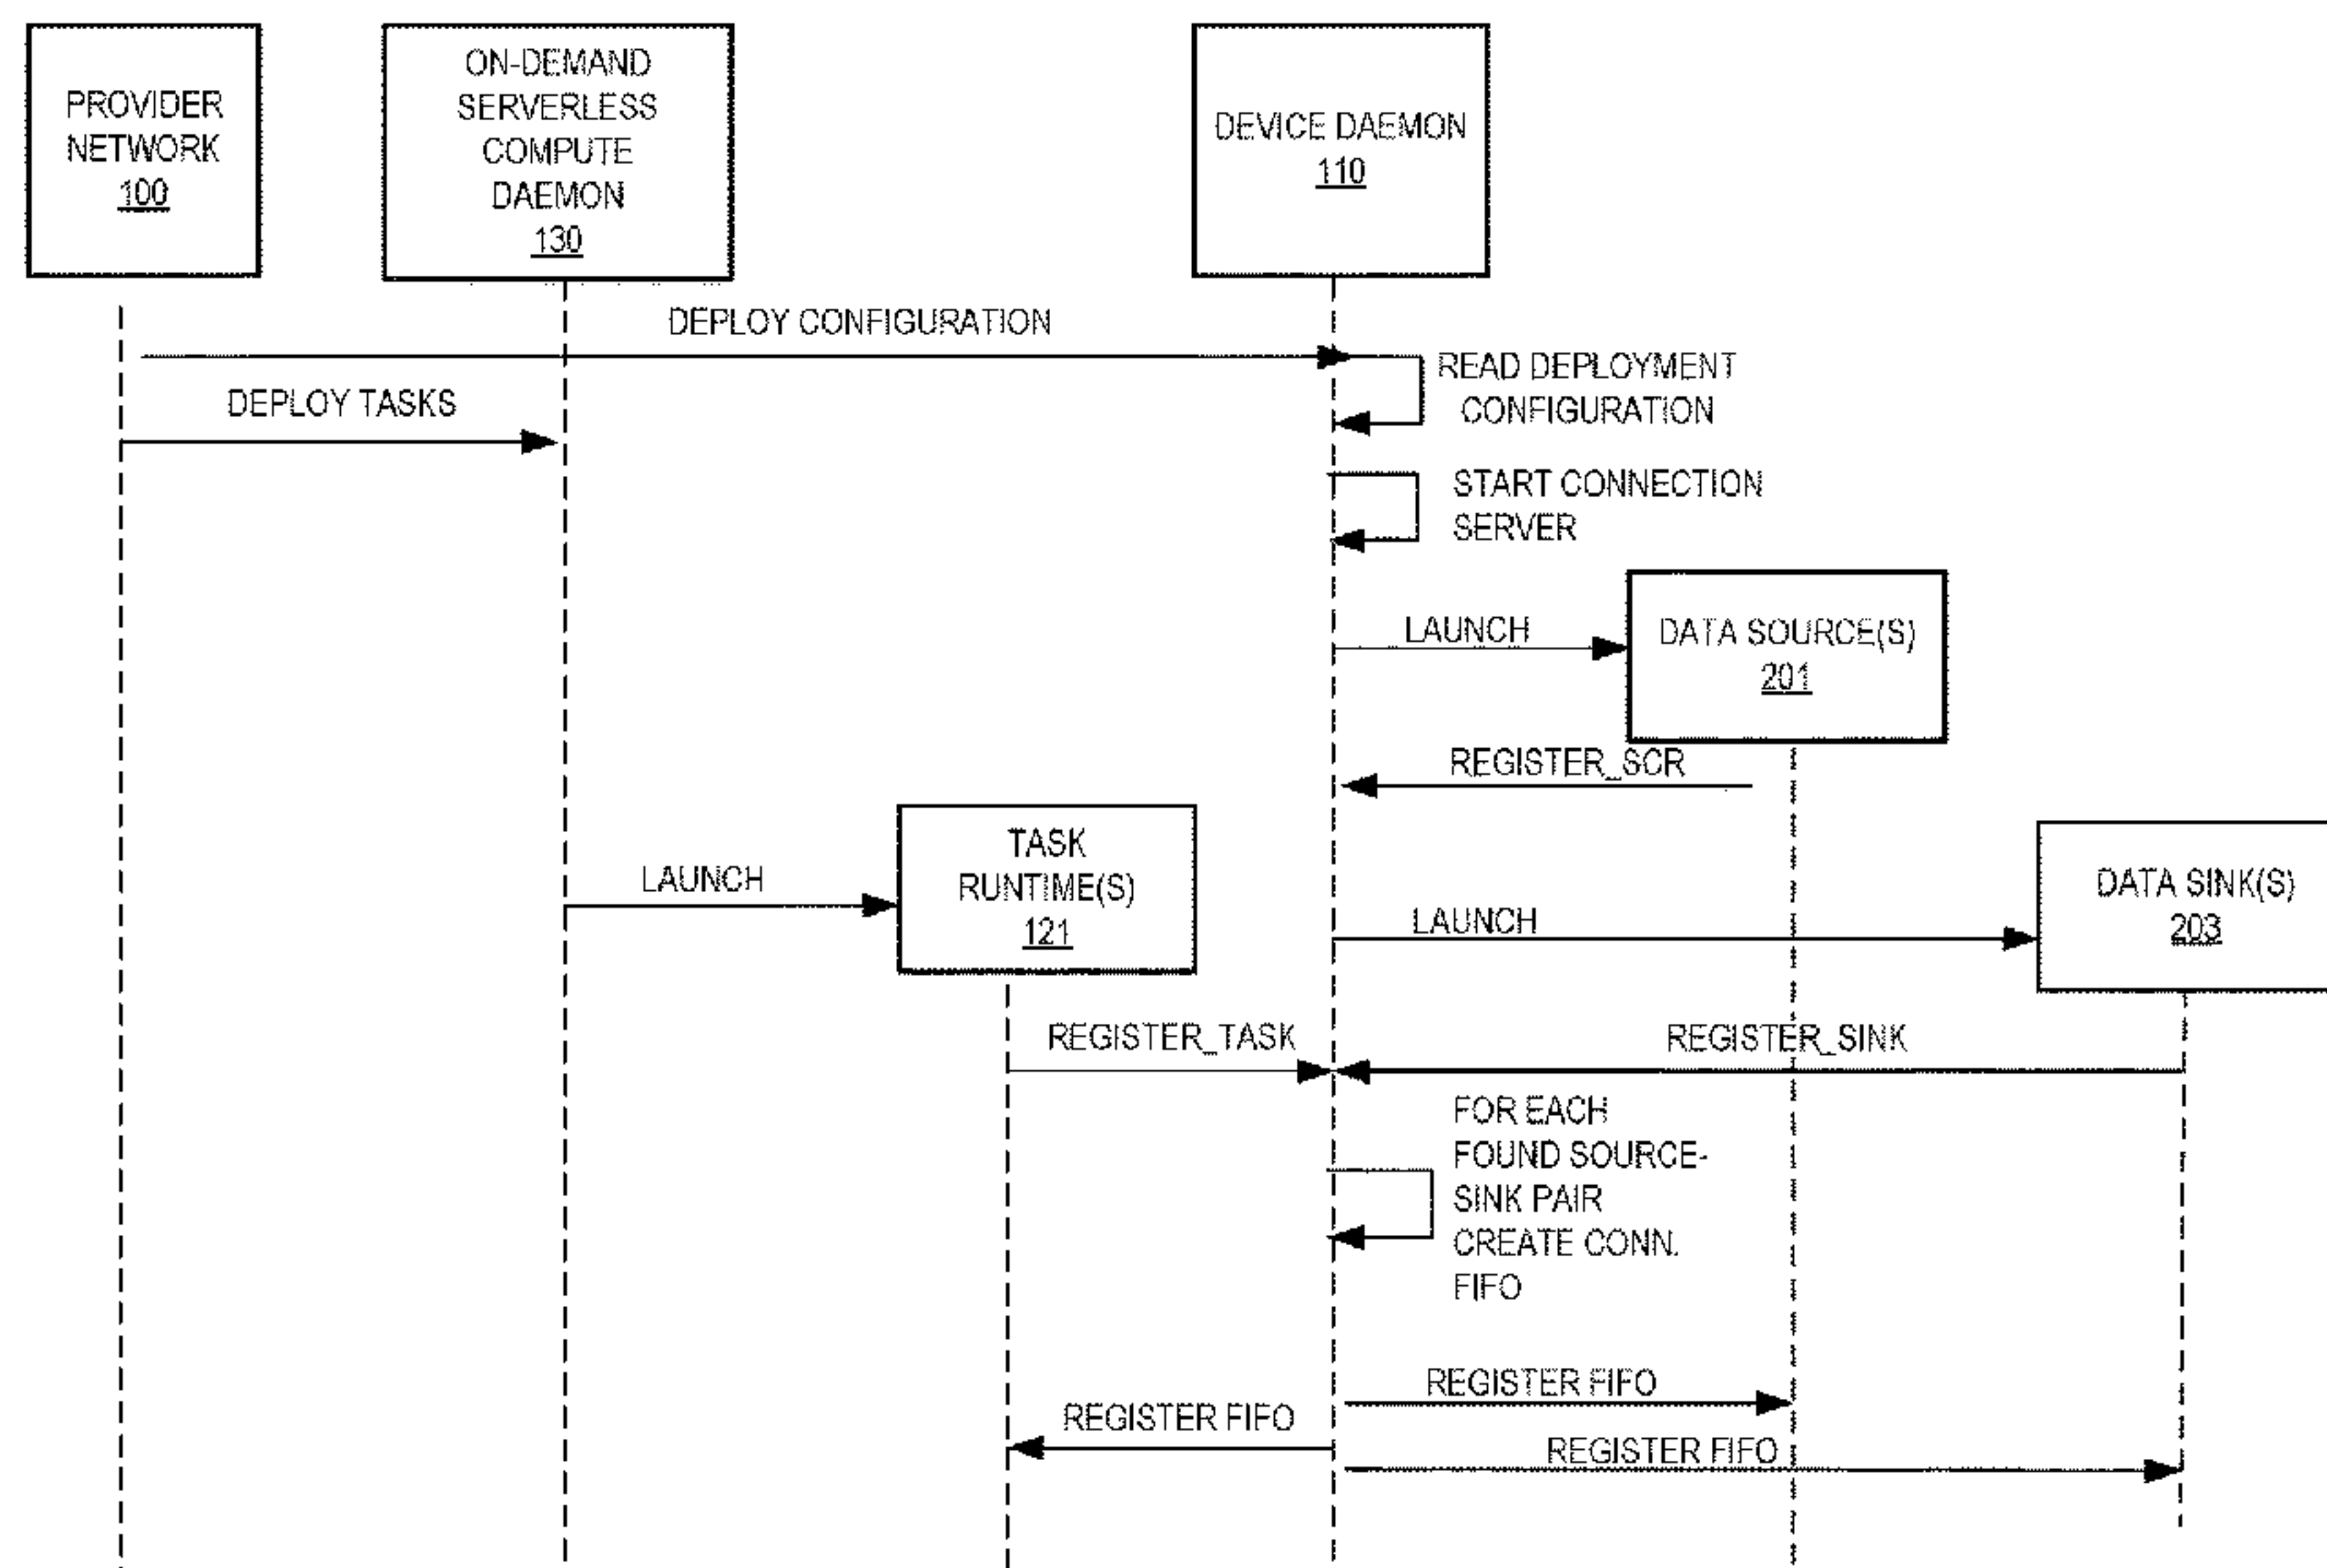 PROVIDER
NETWORK
100
ON-DEMAND
SERVERLESS
COMPUTE
DAEMON
130
DEVICE DAEMON
110
DEPLOY CONFIGURATION
READ DEPLOYMENT
CONFIGURATION
DEPLOY TASKS
START CONNECTION
SERVER
LAUNCH
DATA SOURCE(S)
201
REGISTER_SCR
TASK
RUNTIME(S)
121
LAUNCH
DATA SINK(S)
203
LAUNCH
REGISTER_TASK
REGISTER_SINK
FOR EACH
FOUND SOURCE-
SINK PAIR
CREATE CONN.
FIFO
REGISTER FIFO
REGISTER FIFO
REGISTER FIFO